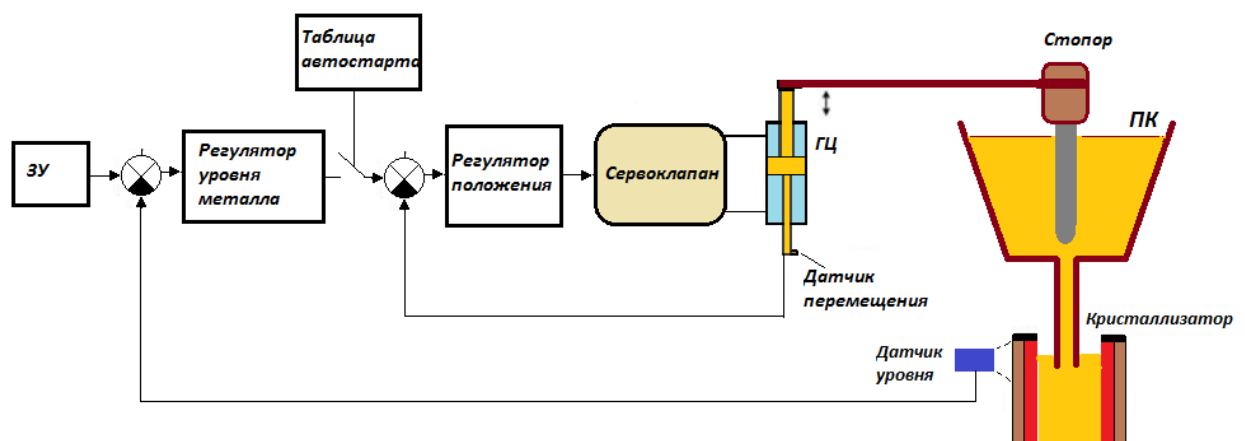 Таблица
автостарта
Стопор
ПК
ЗУ
Регулятор
уровня
металла
Регулятор
положения
Сервоклапан
ГЦ
Датчик
перемещения
Кристаллизатор
Датчик
уровня